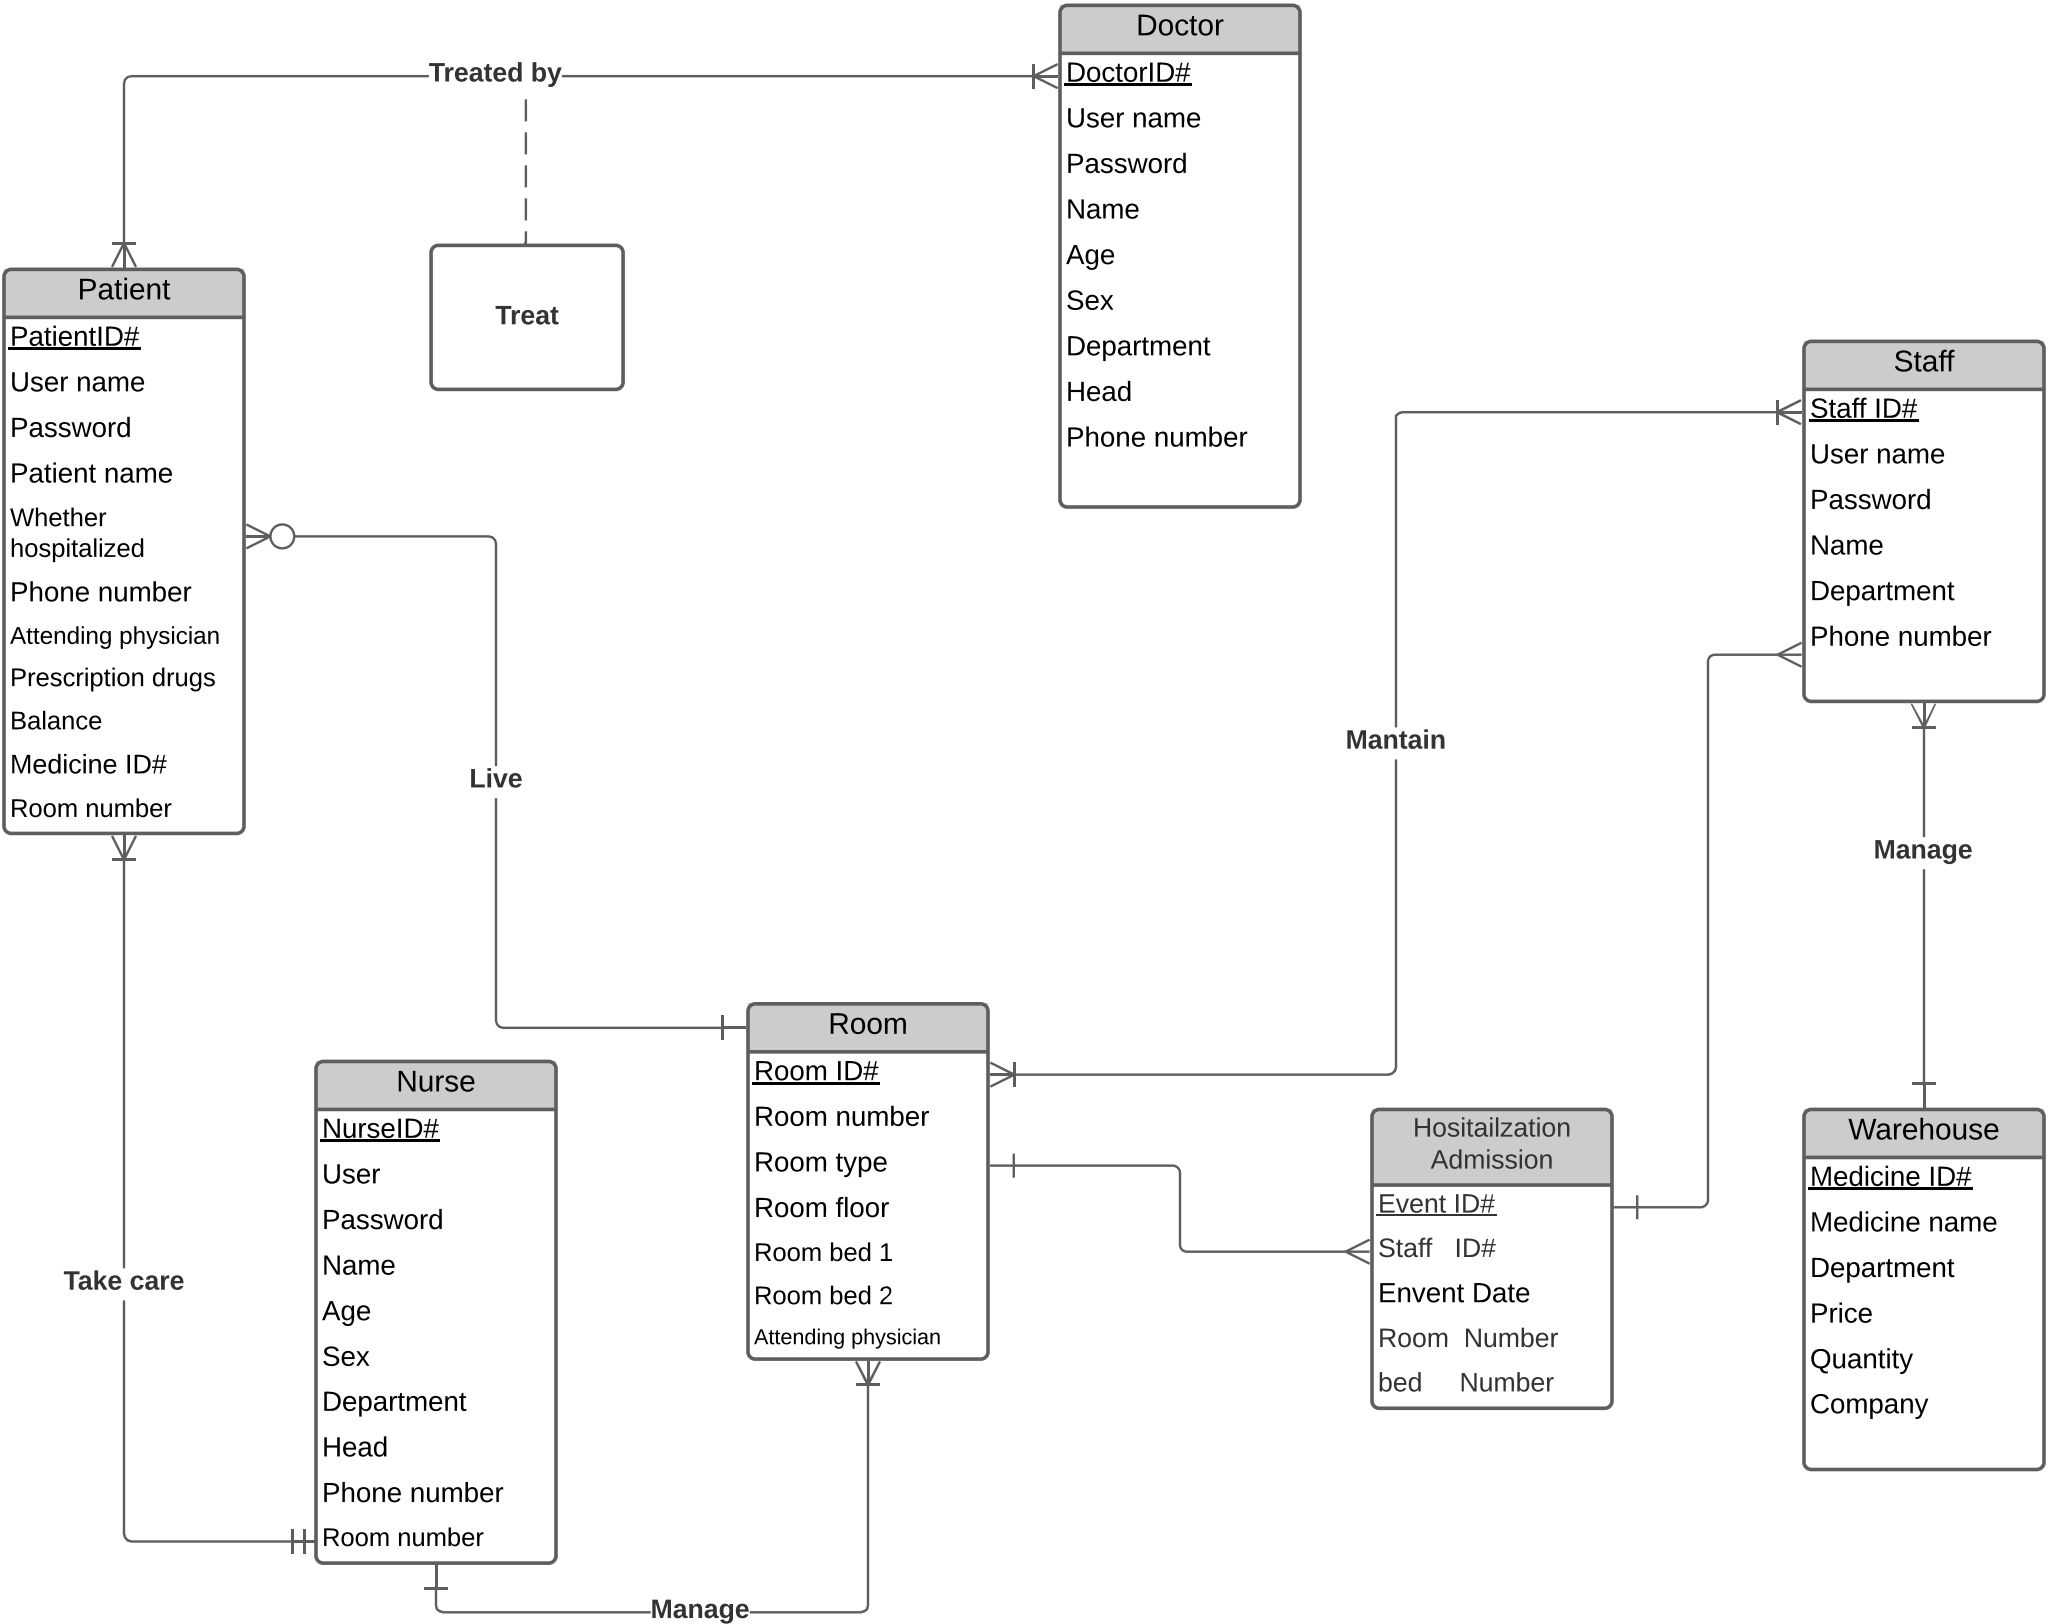 Doctor
DoctorID#
User name
Password
Name
Age
Sex
Department
Head
Phone number
Treated by
Treat
Patient
PatientID#
User name
Password
Patient name
Whether
hospitalized
Phone number
Attending physician
Prescription drugs
Balance
Medicine ID#
Room number
Staff
Staff ID#
User name
Password
Name
Department
Phone number
Mantain
Live
Manage
Take care
Nurse
NurseID#
User
Password
Name
Age
Sex
Department
Head
Phone number
Room number
Room
Room ID#
Room number
Room type
Room floor
Room bed 1
Room bed 2
Attending physician
Hositailzation
Admission
Event ID#
Staff ID#
Envent Date
Room Number
bed Number
Warehouse
Medicine ID#
Medicine name
Department
Price
Quantity
Company
Manage